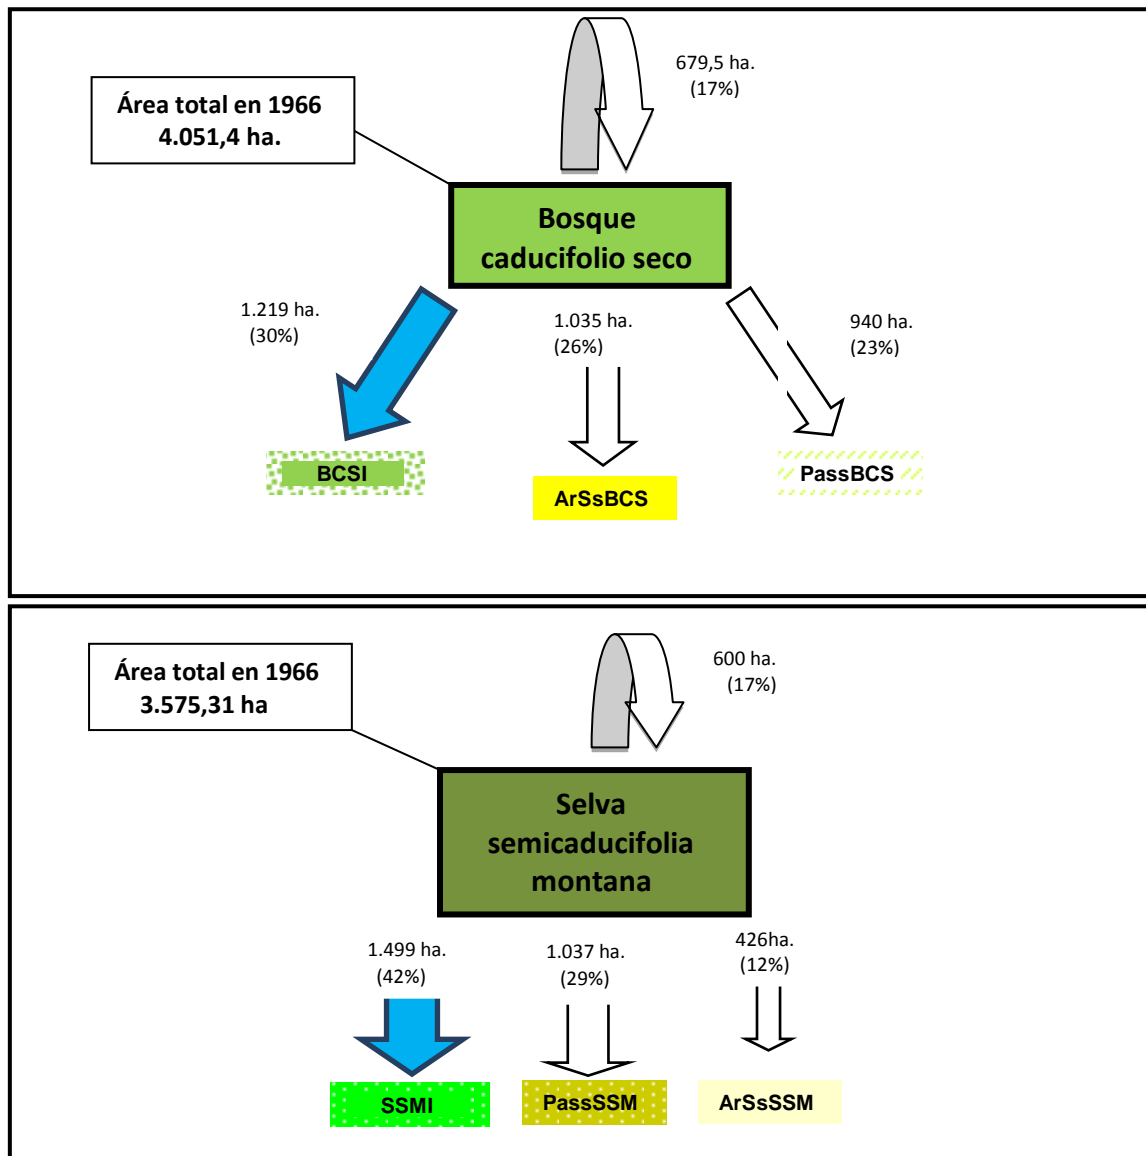 679,5 ha.
(17%)
Área total en 1966
4.051,4 ha.
Bosque
caducifolio seco
1.219 ha.
(30%)
1.035 ha.
(26%)
940 ha.
(23%)
BCSI
ArSsBCS
PassBCS
Área total en 1966
3.575,31 ha
600 ha.
(17%)
Selva
semicaducifolia
montana
1.499 ha.
(42%)
1.037 ha.
(29%)
426ha.
(12%)
SSMI
PassSSM
ArSsSSM